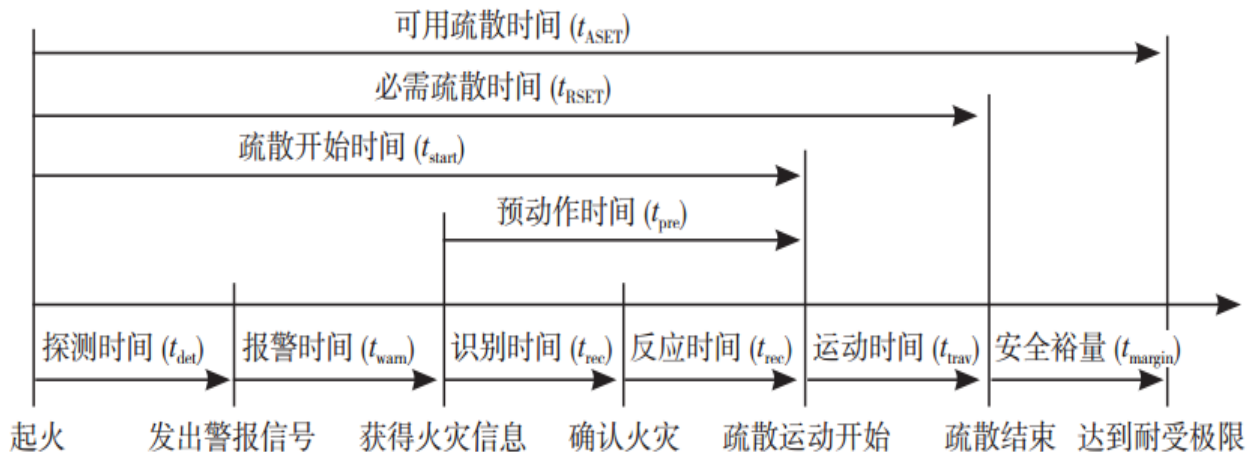 可用疏散时间 (tASET)
必需疏散时间 (tRSET)
疏散开始时间 (tstart)
预动作时间 (tpre)
探测时间 (tdet) 报警时间 (twarn) 识别时间 (trec) 反应时间 (trec) 运动时间 (ttrav) 安全裕量 (tmargin)
起火 发出警报信号 获得火灾信息 确认火灾 疏散运动开始 疏散结束 达到耐受极限